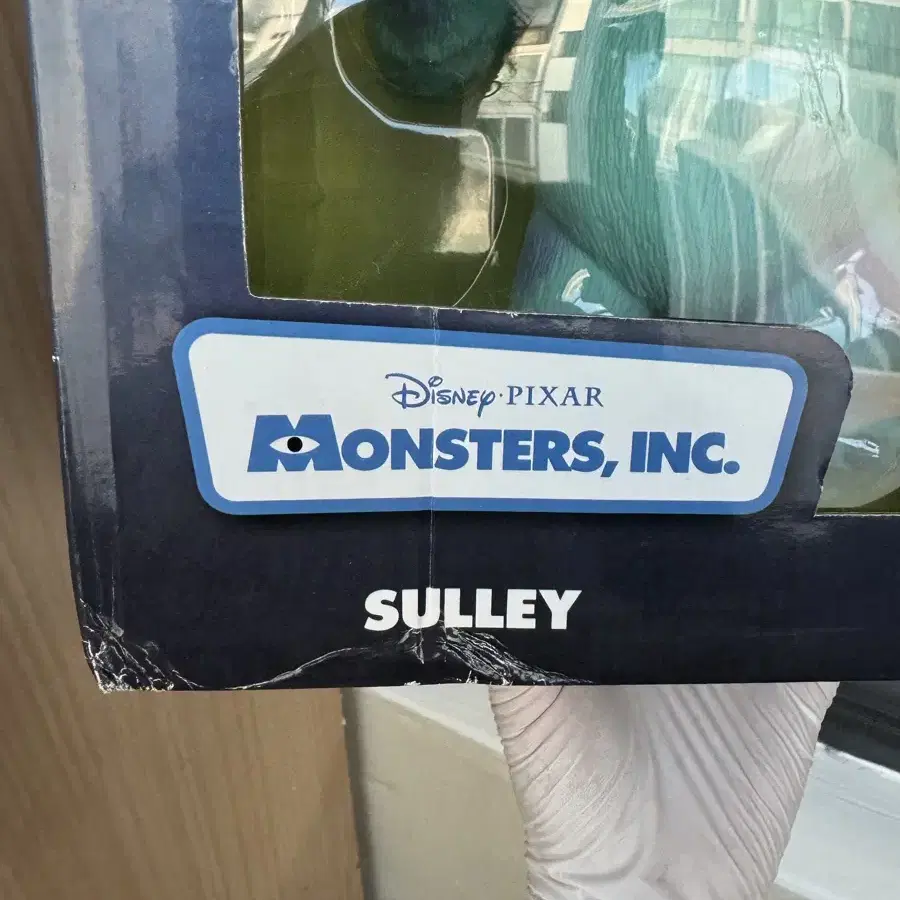 Disney·PIXAR
MONSTERS, INC.
SULLEY